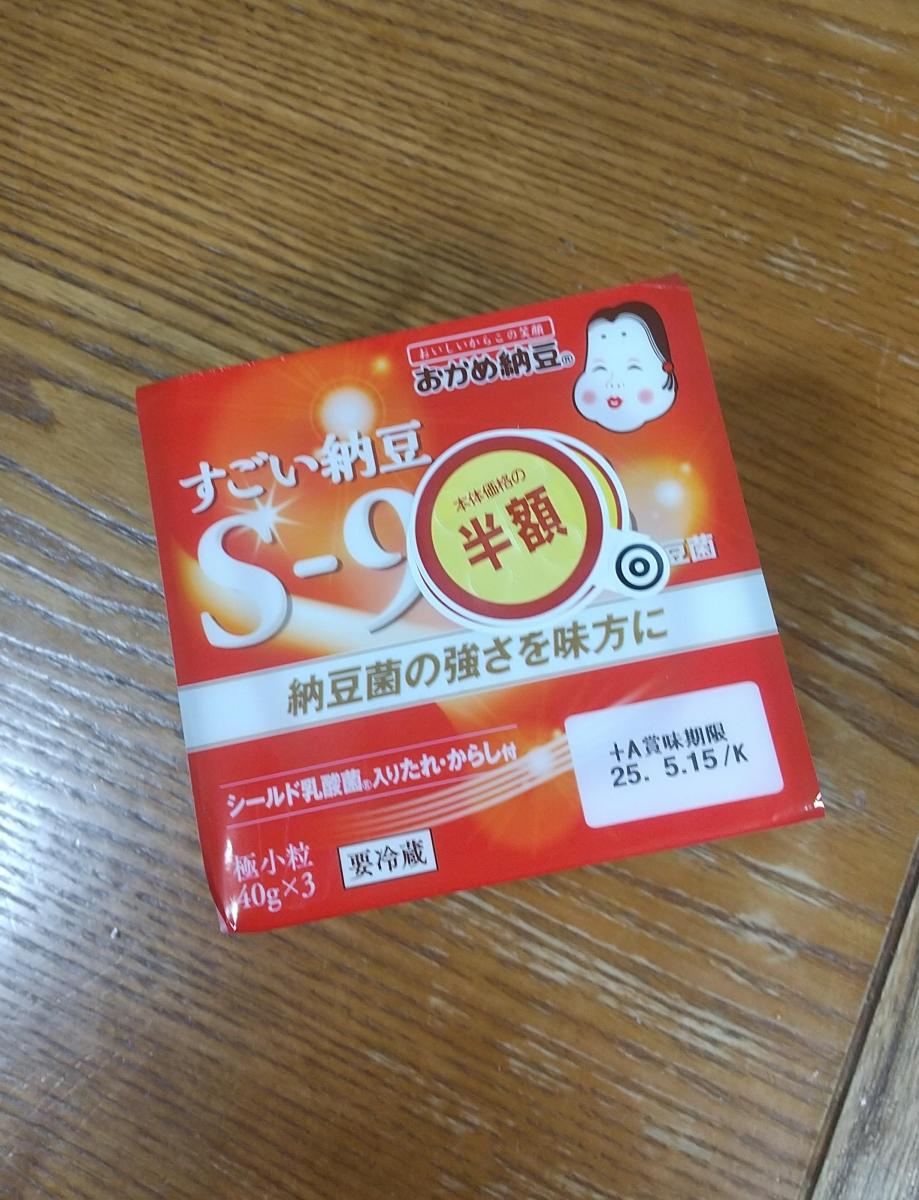 おいしいからこの笑顔
おかめ納豆®
すごい納豆
S-9
本体価格の
半額
豆菌
納豆菌の強さを味方に
シールド乳酸菌®入りたれ・からし付
+A賞味期限
25. 5.15/K
極小粒
40g×3
要冷蔵